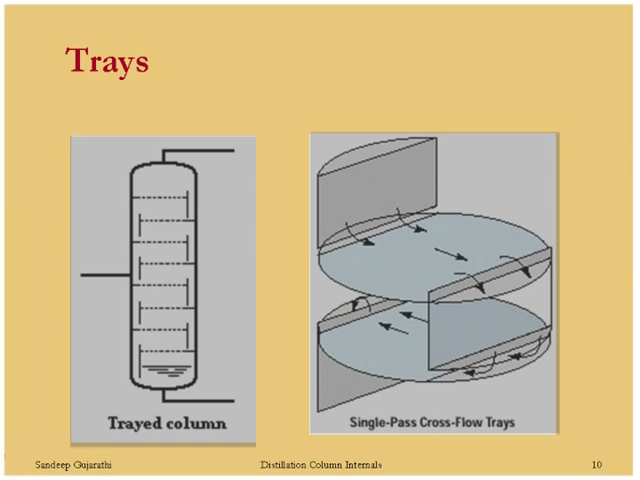 Trays
Trayed column
Single-Pass Cross-Flow Trays
Sandeep Gujarathi
Distillation Column Internals
10